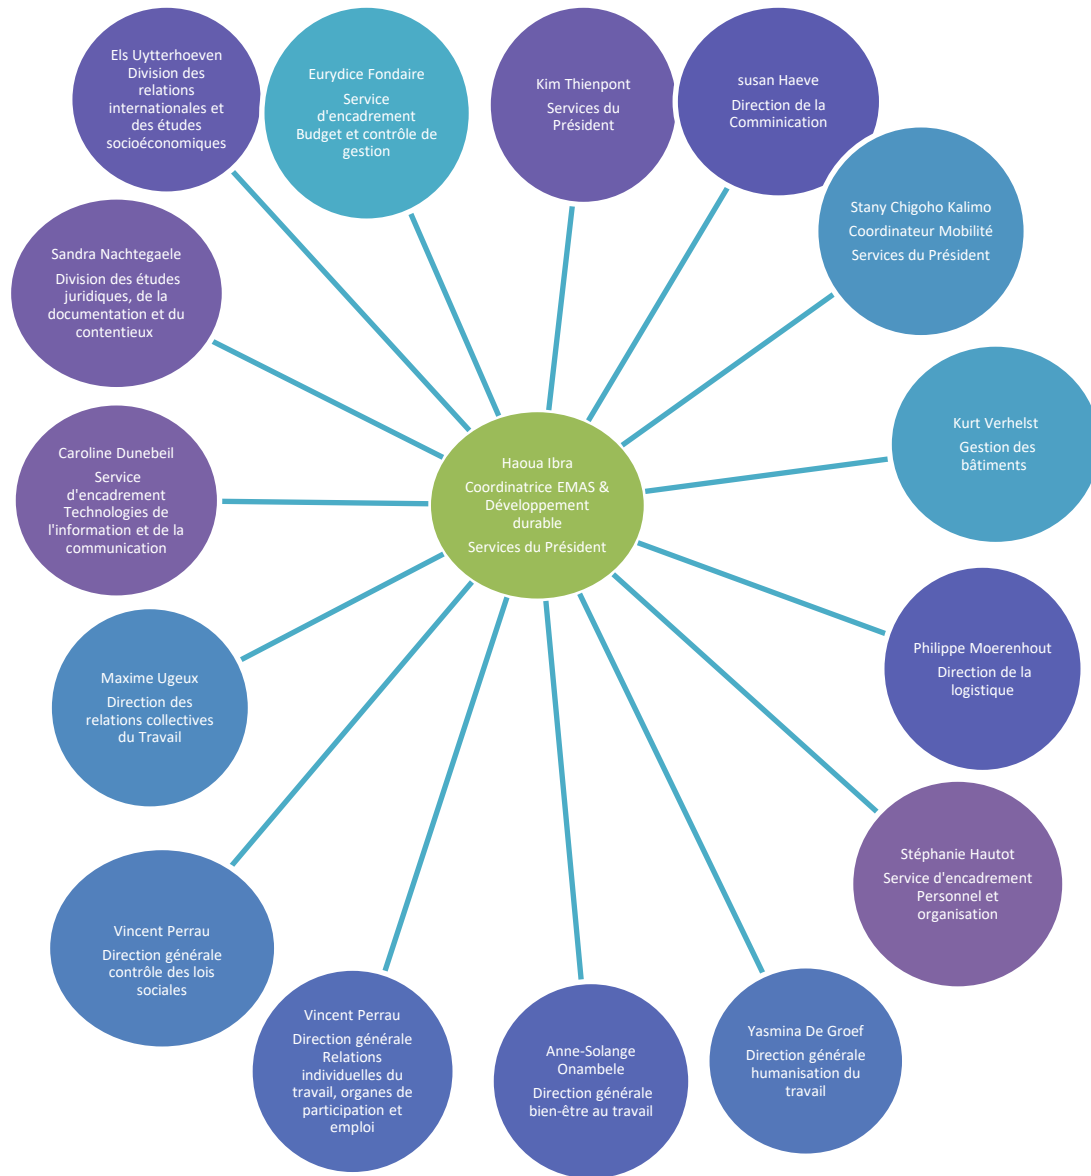 Els Uytterhoeven
Division des
relations
internationales et
des études
socioéconomiques
Eurydice Fondaire
Service
d'encadrement
Budget et contrôle de
gestion
Kim Thienpont
Services du
Président
susan Haeve
Direction de la
Comminication
Stany Chigoho Kalimo
Coordinateur Mobilité
Services du Président
Sandra Nachtegaele
Division des études
juridiques, de la
documentation et du
contentieux
Kurt Verhelst
Gestion des
bâtiments
Caroline Dunebeil
Service
d'encadrement
Technologies de
l'information et de la
communication
Haoua Ibra
Coordinatrice EMAS &
Développement
durable
Services du Président
Philippe Moerenhout
Direction de la
logistique
Maxime Ugeux
Direction des
relations collectives
du Travail
Stéphanie Hautot
Service d'encadrement
Personnel et
organisation
Vincent Perrau
Direction générale
contrôle des lois
sociales
Vincent Perrau
Direction générale
Relations
individuelles du
travail, organes de
participation et
emploi
Anne-Solange
Onambele
Direction générale
bien-être au travail
Yasmina De Groef
Direction générale
humanisation du
travail